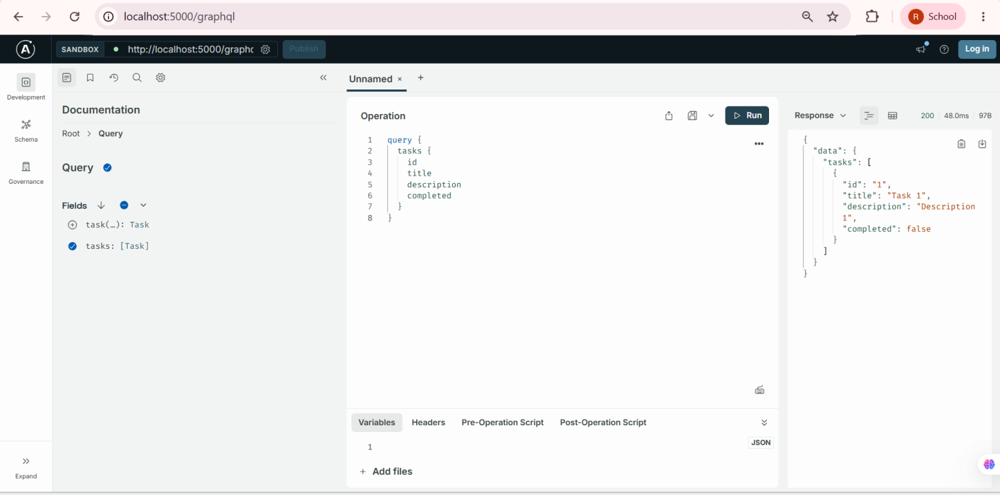 localhost:5000/graphql
R School
A SANDBOX http://localhost:5000/graphc Publish
Log in
Development
Schema
Governance
Expand
Documentation
Root > Query
Query
Fields
task(…): Task
tasks: [Task]
Unnamed × +
Operation
Run
1 query {
2 tasks {
3 id
4 title
5 description
6 completed
7 }
8 }
Variables Headers Pre-Operation Script Post-Operation Script
1
JSON
+ Add files
Response 200 48.0ms 97B
{
"data": {
"tasks": [
{
"id": "1",
"title": "Task 1",
"description": "Description
1",
"completed": false
}
]
}
}